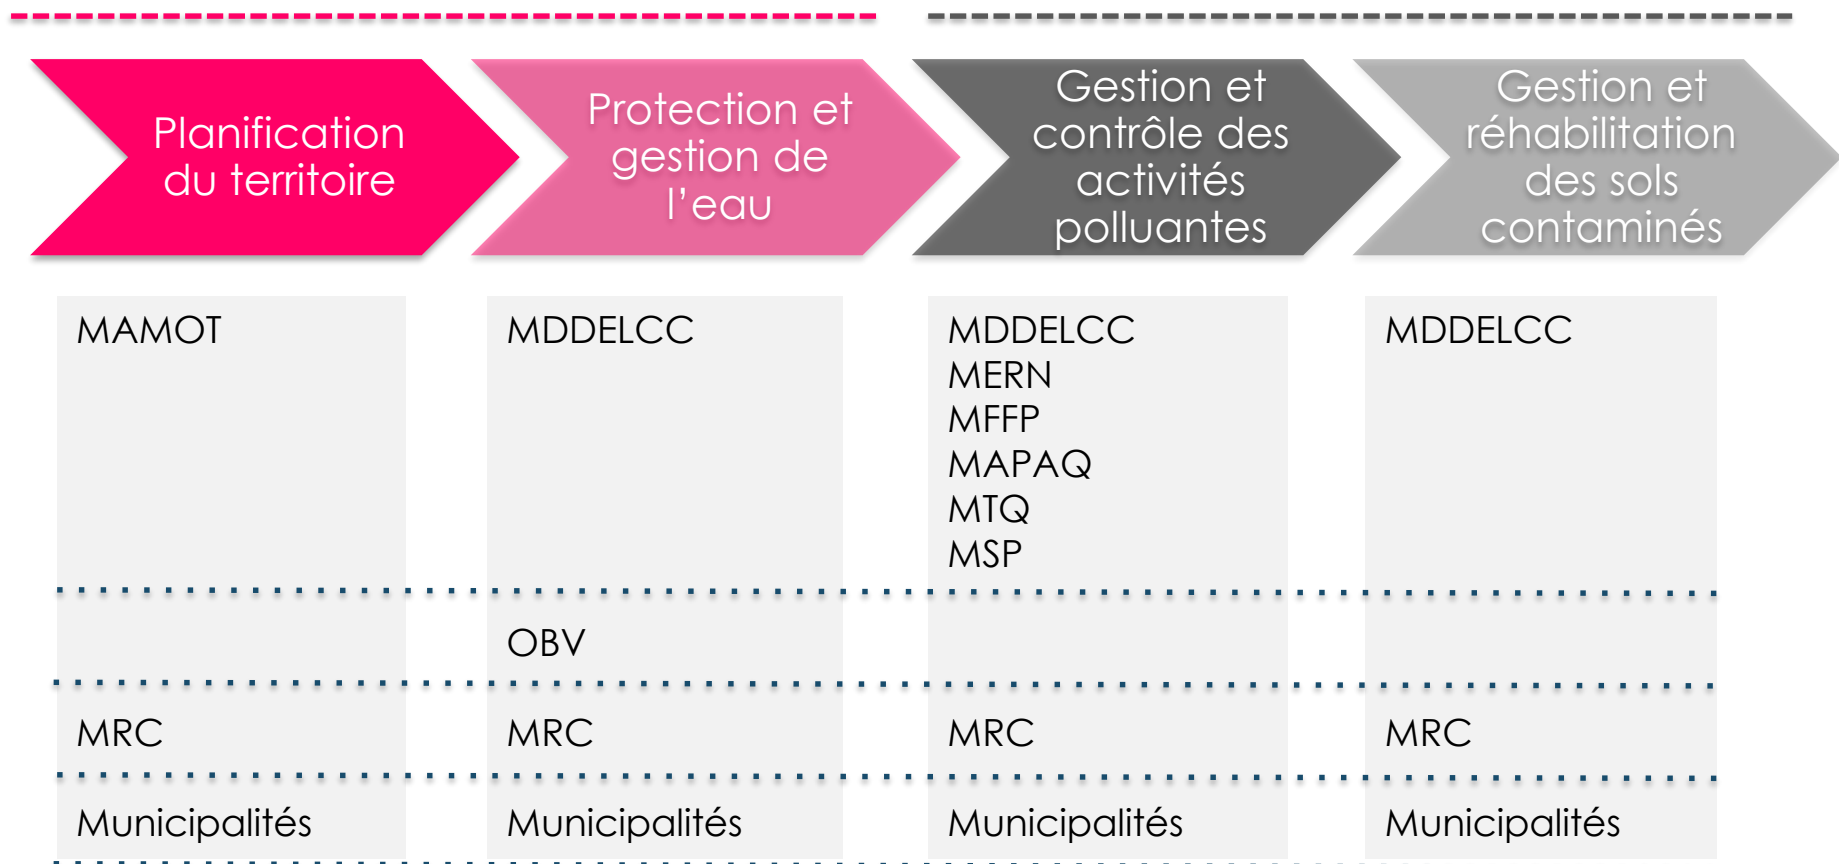 Planification
du territoire
Protection et
gestion de
l’eau
Gestion et
contrôle des
activités
polluantes
Gestion et
réhabilitation
des sols
contaminés
MAMOT
MDDELCC
MDDELCC
MERN
MFFP
MAPAQ
MTQ
MSP
MDDELCC
OBV
MRC
MRC
MRC
MRC
Municipalités
Municipalités
Municipalités
Municipalités